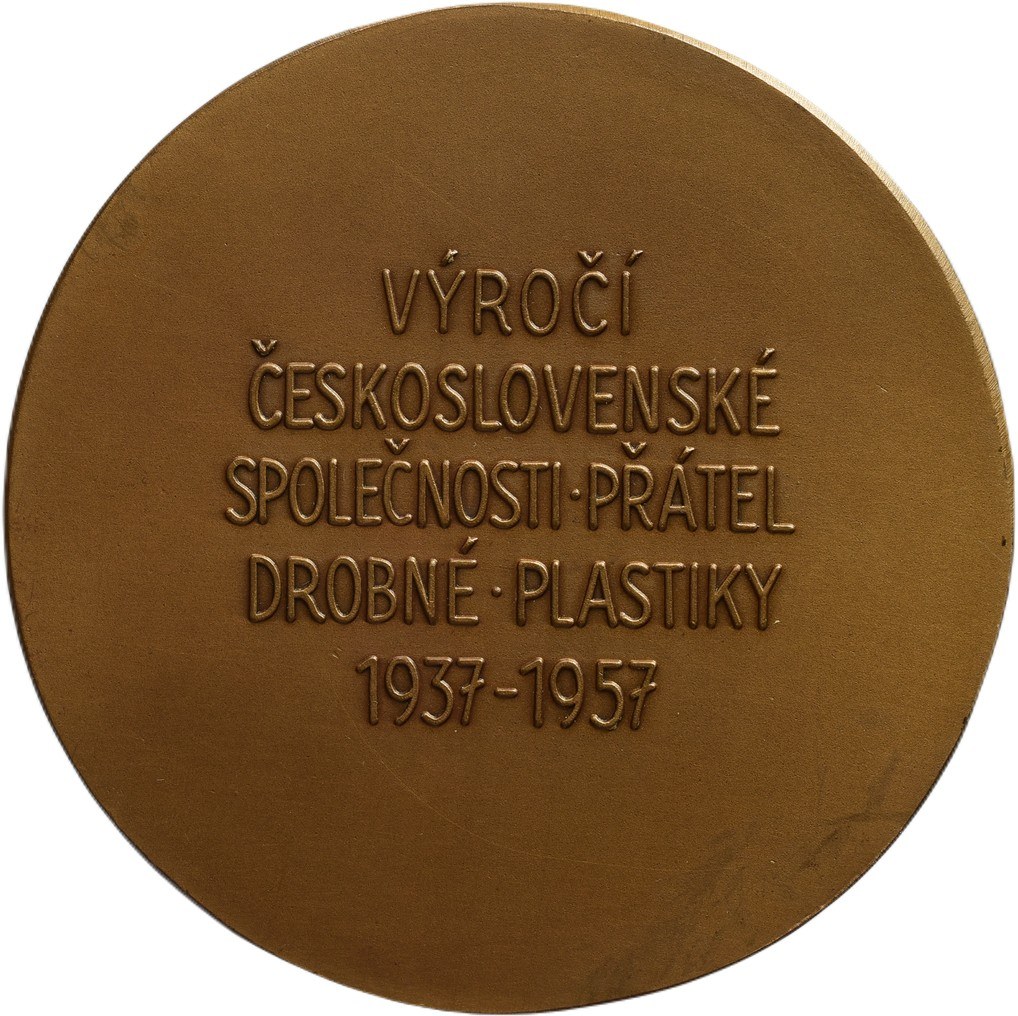 VÝROČÍ
ČESKOSLOVENSKÉ
SPOLEČNOSTI·PŘÁTEL
DROBNÉ·PLASTIKY
1937-1957